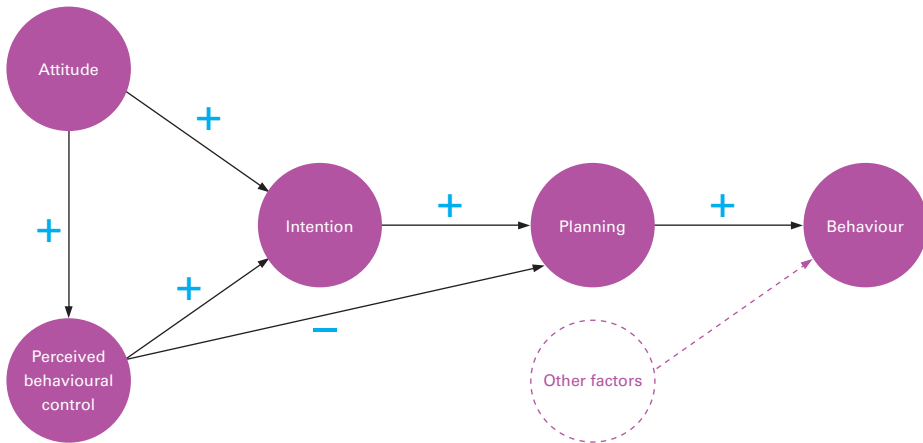 Attitude
+
+
Intention
+
Planning
+
Behaviour
+
+
−
Perceived
behavioural
control
Other factors